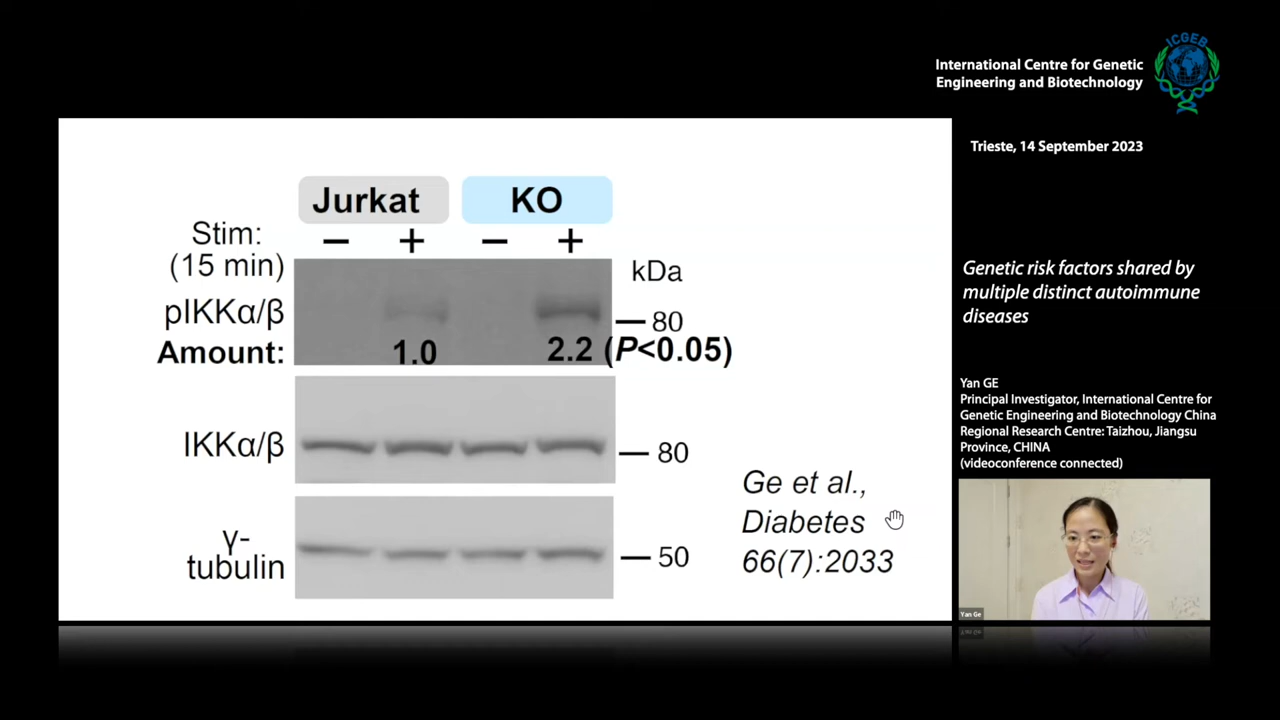 ICGEB
International Centre for Genetic
Engineering and Biotechnology
Trieste, 14 September 2023
Jurkat KO
Stim: − + − +
(15 min)
kDa
pIKKα/β
80
Amount: 1.0 2.2 (P<0.05)
IKKα/β
80
γ-
tubulin
50
Ge et al.,
Diabetes
66(7):2033
Genetic risk factors shared by
multiple distinct autoimmune
diseases
Yan GE
Principal Investigator, International Centre for
Genetic Engineering and Biotechnology China
Regional Research Centre: Taizhou, Jiangsu
Province, CHINA
(videoconference connected)
Yan Ge